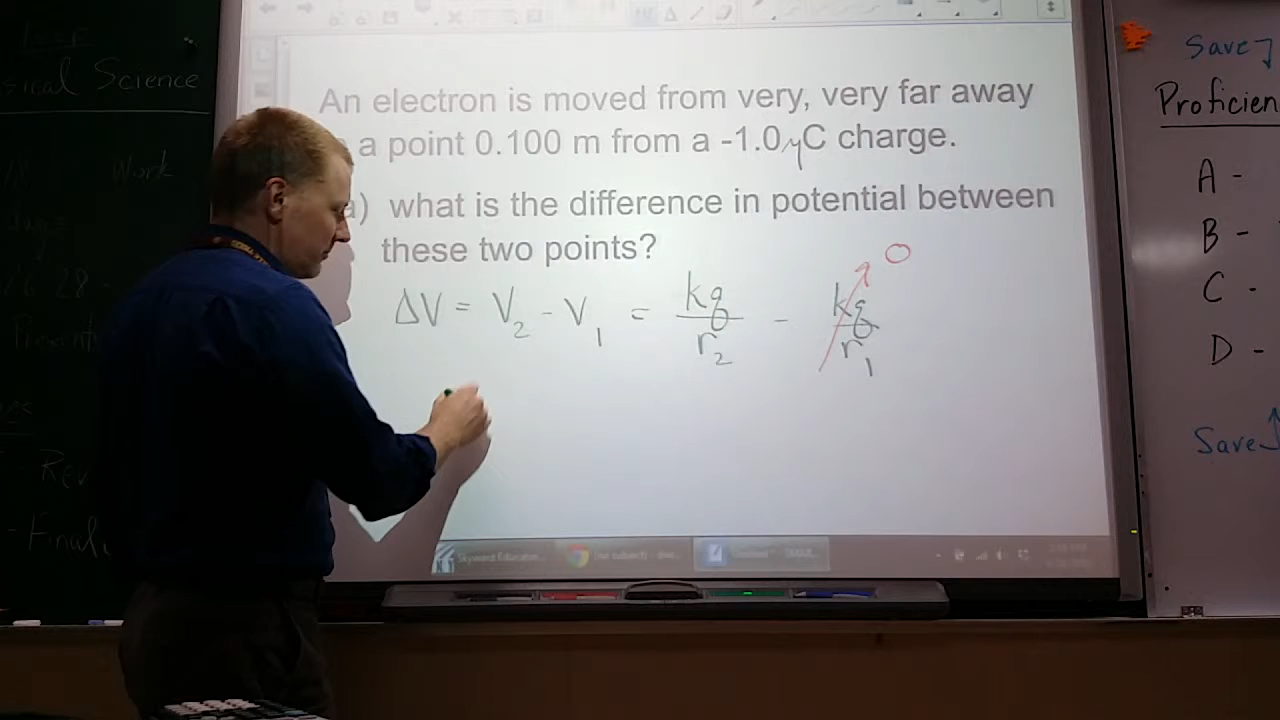 An electron is moved from very, very far away
a point 0.100 m from a -1.0μC charge.
a) what is the difference in potential between
these two points?
ΔV = V₂ - V₁ = kq/r₂ - kq/r₁ 0
Science
Work
Save
Proficien
A -
B -
C -
D -
Save